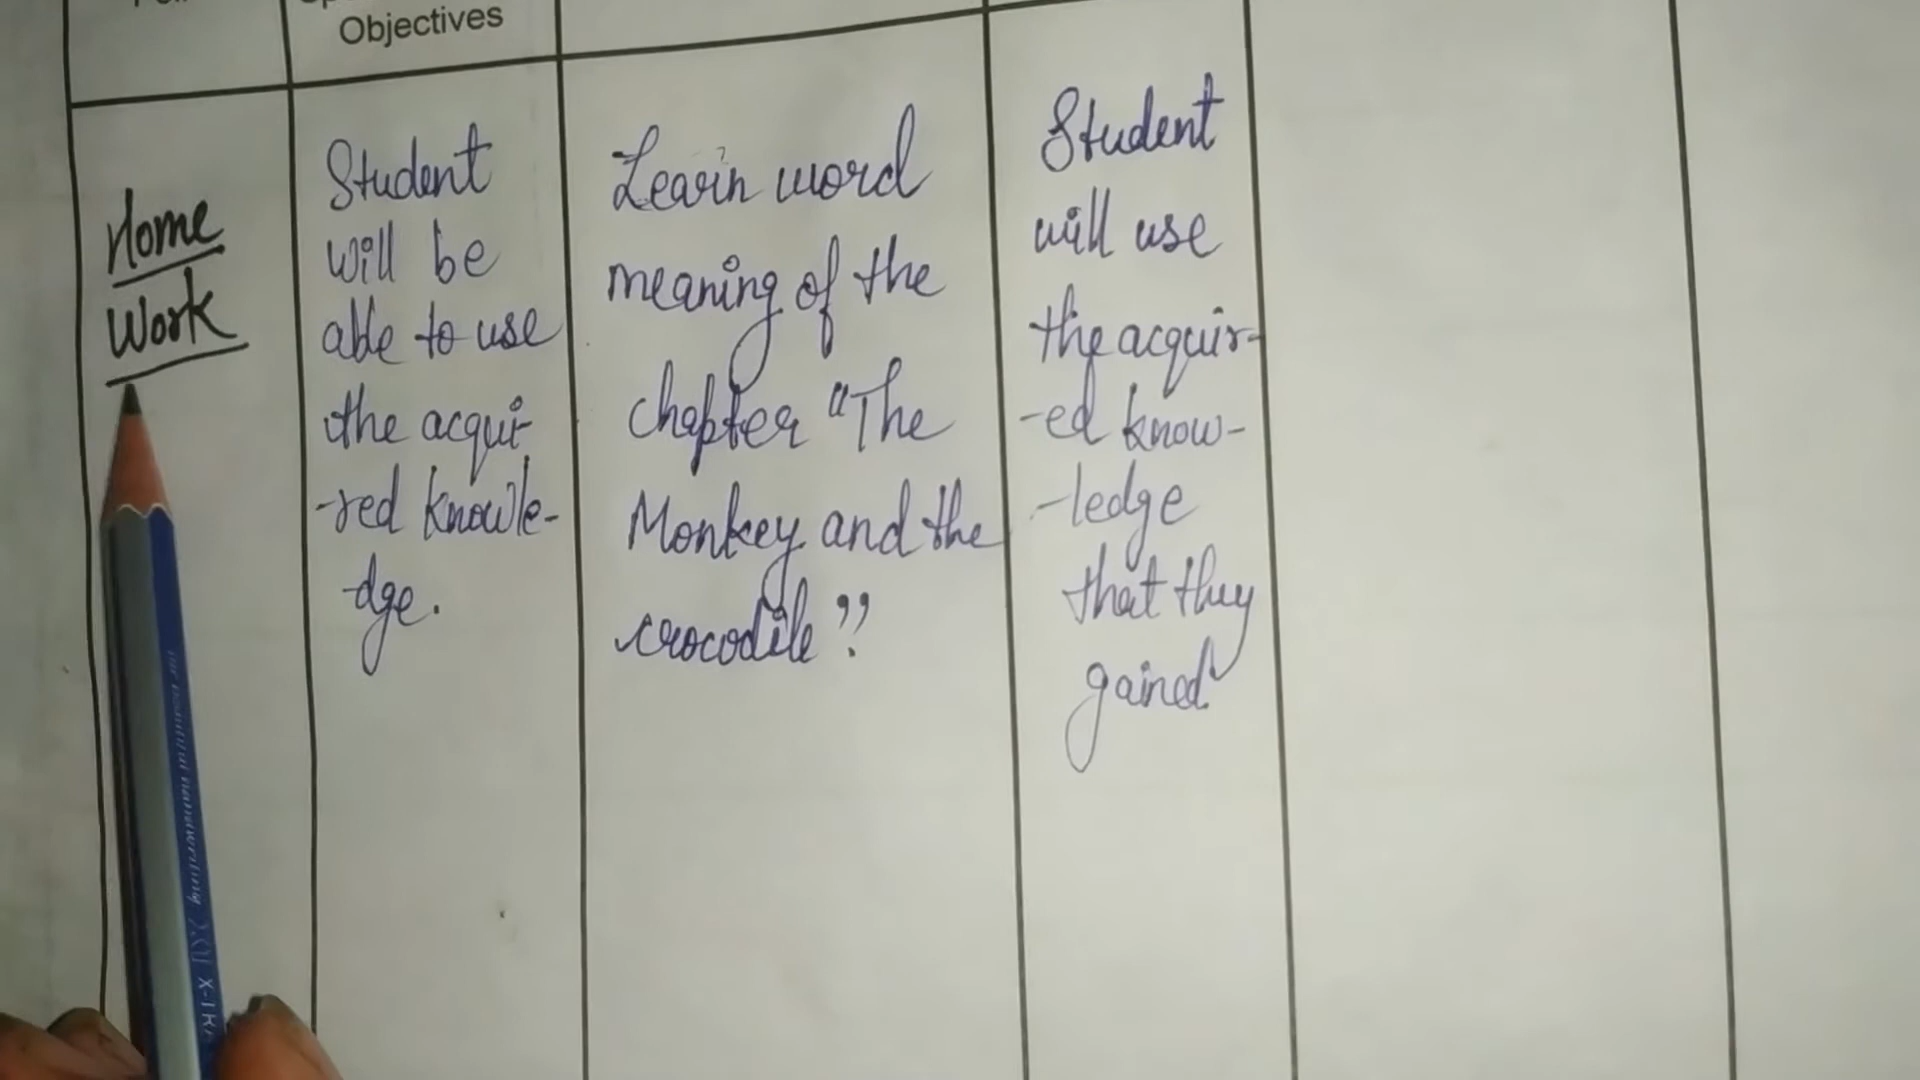 Objectives
Home
Work
Student
will be
able to use
the acqui-
-red knowle-
-dge.
Learn word
meaning of the
chapter "The
Monkey and the
crocodile".
Student
will use
the acquir-
-ed know-
-ledge
that they
gained